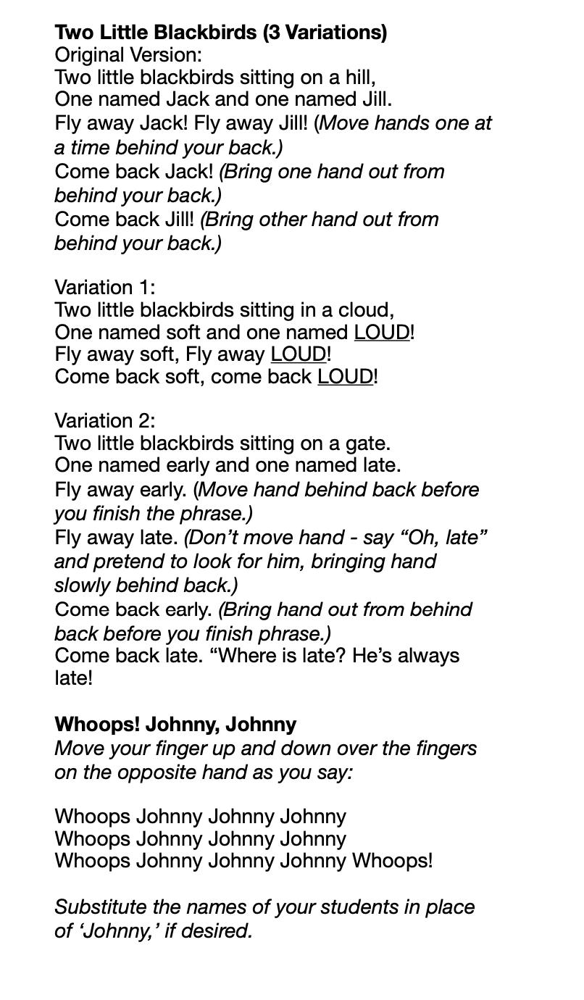 Two Little Blackbirds (3 Variations)
Original Version:
Two little blackbirds sitting on a hill,
One named Jack and one named Jill.
Fly away Jack! Fly away Jill! (Move hands one at
a time behind your back.)
Come back Jack! (Bring one hand out from
behind your back.)
Come back Jill! (Bring other hand out from
behind your back.)
Variation 1:
Two little blackbirds sitting in a cloud,
One named soft and one named LOUD!
Fly away soft, Fly away LOUD!
Come back soft, come back LOUD!
Variation 2:
Two little blackbirds sitting on a gate.
One named early and one named late.
Fly away early. (Move hand behind back before
you finish the phrase.)
Fly away late. (Don’t move hand - say “Oh, late”
and pretend to look for him, bringing hand
slowly behind back.)
Come back early. (Bring hand out from behind
back before you finish phrase.)
Come back late. “Where is late? He’s always
late!
Whoops! Johnny, Johnny
Move your finger up and down over the fingers
on the opposite hand as you say:
Whoops Johnny Johnny Johnny
Whoops Johnny Johnny Johnny
Whoops Johnny Johnny Johnny Whoops!
Substitute the names of your students in place
of ‘Johnny,’ if desired.